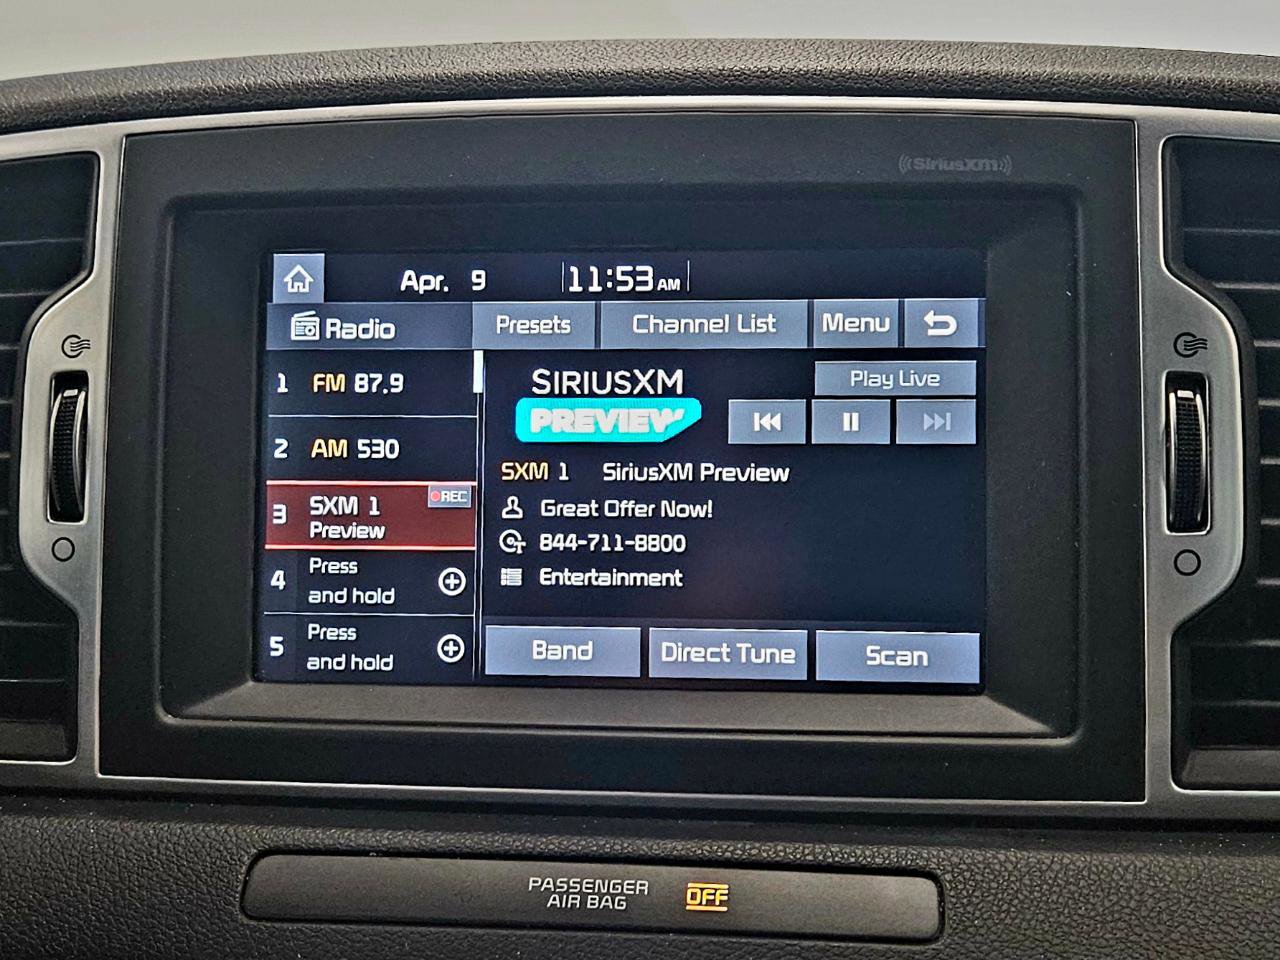 SiriusXM
Apr. 9 11:53 AM
Radio Presets Channel List Menu
1 FM 87.9
2 AM 530
3 SXM 1 REC
Preview
4 Press
and hold
5 Press
and hold
SIRIUSXM
PREVIEW
Play Live
SXM 1 SiriusXM Preview
Great Offer Now!
844-711-8800
Entertainment
Band Direct Tune Scan
PASSENGER
AIR BAG OFF